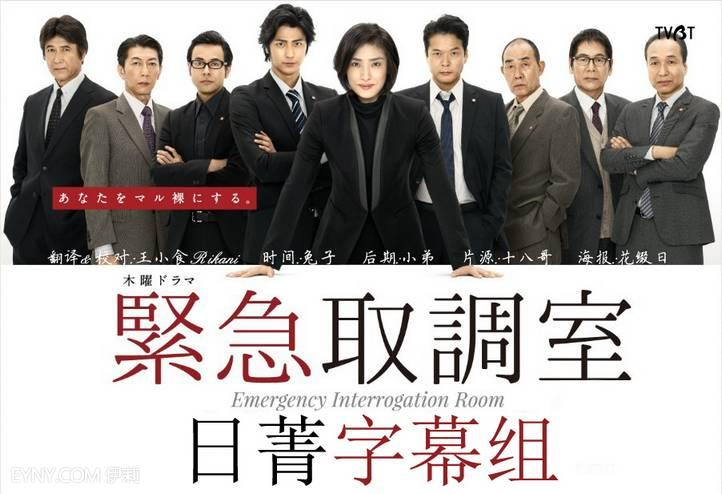 TVBT
あなたをマル裸にする。
翻译&校对:王小食Rikani 时间:兔子 后期:小弟 片源:十八哥 海报:花缀日
木曜ドラマ
緊急取調室
Emergency Interrogation Room
日菁字幕组
EYNY.COM 伊莉